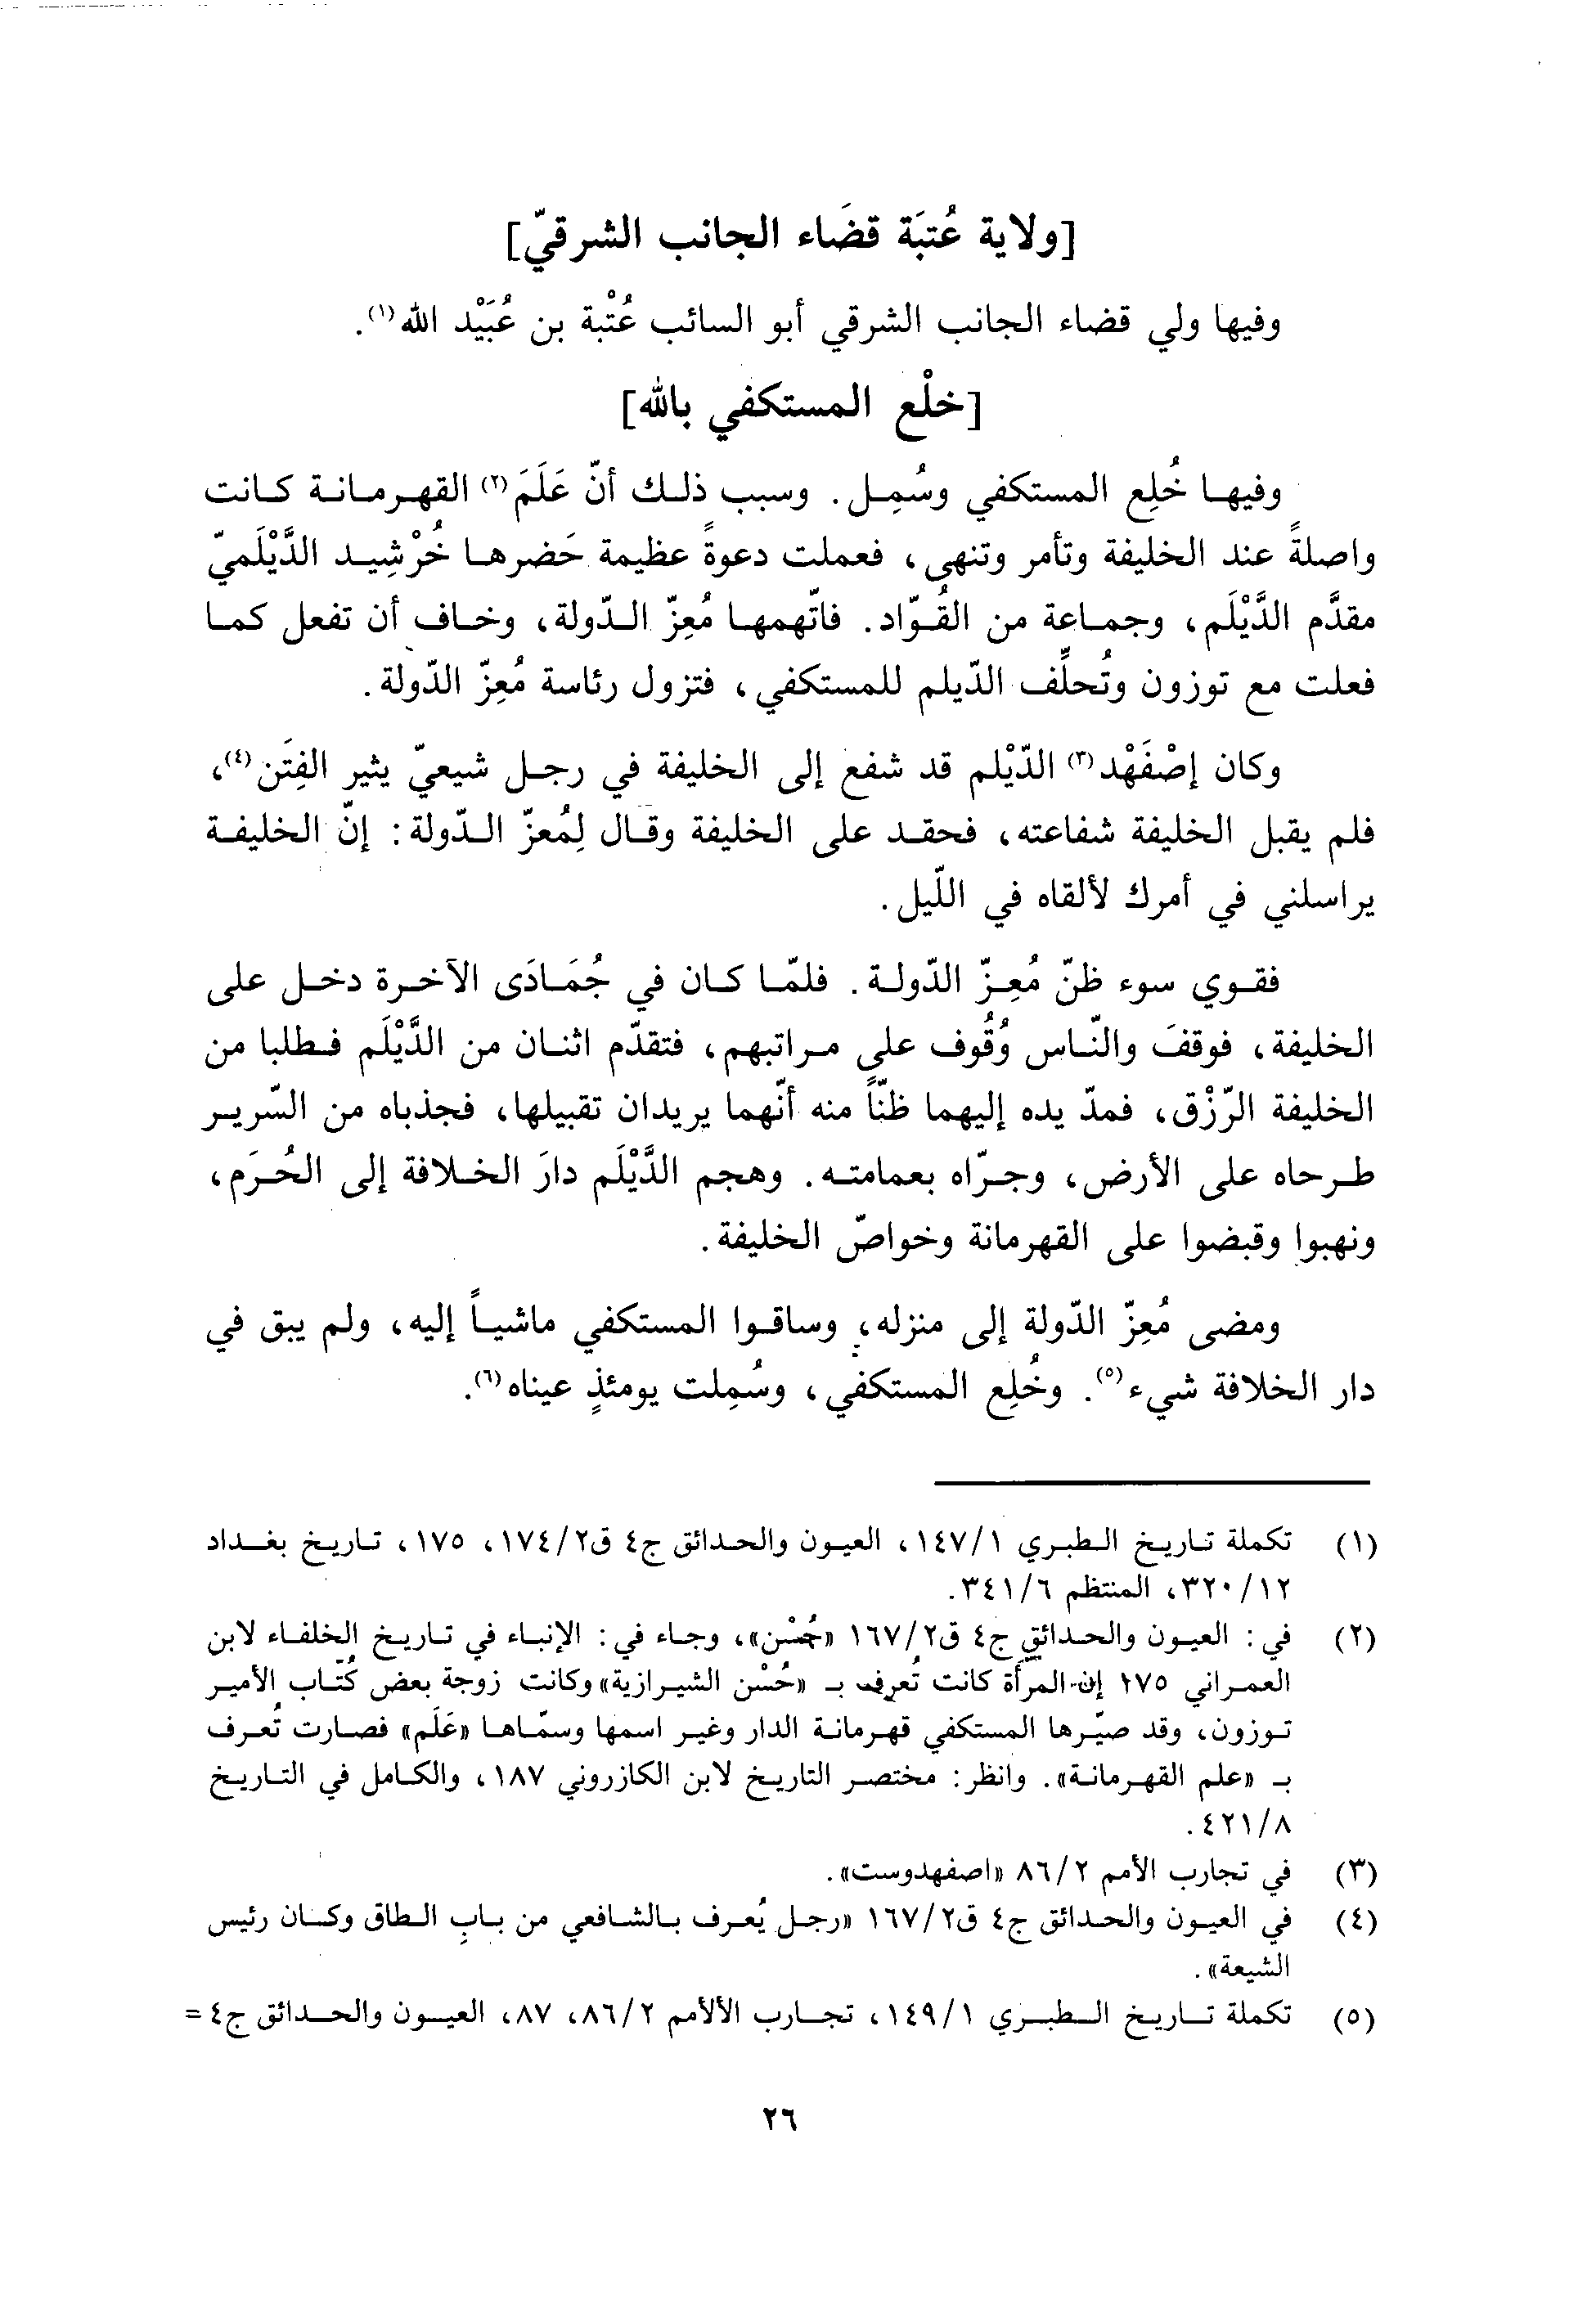 [ولاية عُتبَة قضَاء الجانب الشرقيّ]
وفيها ولي قضاء الجانب الشرقي أبو السائب عُتْبة بن عُبَيْد الله(١).
[خلْع المستكفي بالله]
وفيها خُلِع المستكفي وسُمِل. وسبب ذلك أنّ عَلَمَ(٢) القهرمانة كانت
واصلةً عند الخليفة وتأمر وتنهى، فعملت دعوةً عظيمة حَضرها خُرْشِيد الدَّيْلَميّ
مقدَّم الدَّيْلَم، وجماعة من القُوّاد. فاتّهمها مُعِزّ الدّولة، وخاف أن تفعل كما
فعلت مع توزون وتُحلِّف الدّيلم للمستكفي، فتزول رئاسة مُعِزّ الدّولة.
وكان إصْفَهْد(٣) الدّيْلم قد شفع إلى الخليفة في رجل شيعيّ يثير الفِتَن(٤)،
فلم يقبل الخليفة شفاعته، فحقد على الخليفة وقال لِمُعزّ الدّولة: إنّ الخليفة
يراسلني في أمرك لألقاه في اللّيل.
فقوي سوء ظنّ مُعِزّ الدّولة. فلمّا كان في جُمَادَى الآخرة دخل على
الخليفة، فوقفَ والنّاس وُقُوف على مراتبهم، فتقدّم اثنان من الدَّيْلَم فطلبا من
الخليفة الرّزْق، فمدّ يده إليهما ظنّاً منه أنّهما يريدان تقبيلها، فجذباه من السّرير
طرحاه على الأرض، وجرّاه بعمامته. وهجم الدَّيْلَم دارَ الخلافة إلى الحُرَم،
ونهبوا وقبضوا على القهرمانة وخواصّ الخليفة.
ومضى مُعِزّ الدّولة إلى منزله، وساقوا المستكفي ماشياً إليه، ولم يبق في
دار الخلافة شيء(٥). وخُلِع المستكفي، وسُمِلت يومئذٍ عيناه(٦).
(١) تكملة تاريخ الطبري ١٤٧/١، العيون والحدائق ج٤ ق١٧٤/٢، ١٧٥، تاريخ بغداد
٣٢٠/١٢، المنتظم ٣٤١/٦.
(٢) في: العيون والحدائق ج٤ ق١٦٧/٢ «حُسْن»، وجاء في: الإنباء في تاريخ الخلفاء لابن
العمراني ١٧٥ إن المرأة كانت تُعرف بـ «حُسْن الشيرازية» وكانت زوجة بعض كُتّاب الأمير
توزون، وقد صيّرها المستكفي قهرمانة الدار وغير اسمها وسمّاها «عَلَم» فصارت تُعرف
بـ «علم القهرمانة». وانظر: مختصر التاريخ لابن الكازروني ١٨٧، والكامل في التاريخ
٤٢١/٨.
(٣) في تجارب الأمم ٨٦/٢ «اصفهدوست».
(٤) في العيون والحدائق ج٤ ق١٦٧/٢ «رجل يُعرف بالشافعي من بابِ الطاق وكان رئيس
الشيعة».
(٥) تكملة تاريخ الطبري ١٤٩/١، تجارب الألأمم ٨٦/٢، ٨٧، العيون والحدائق ج٤ =
٢٦